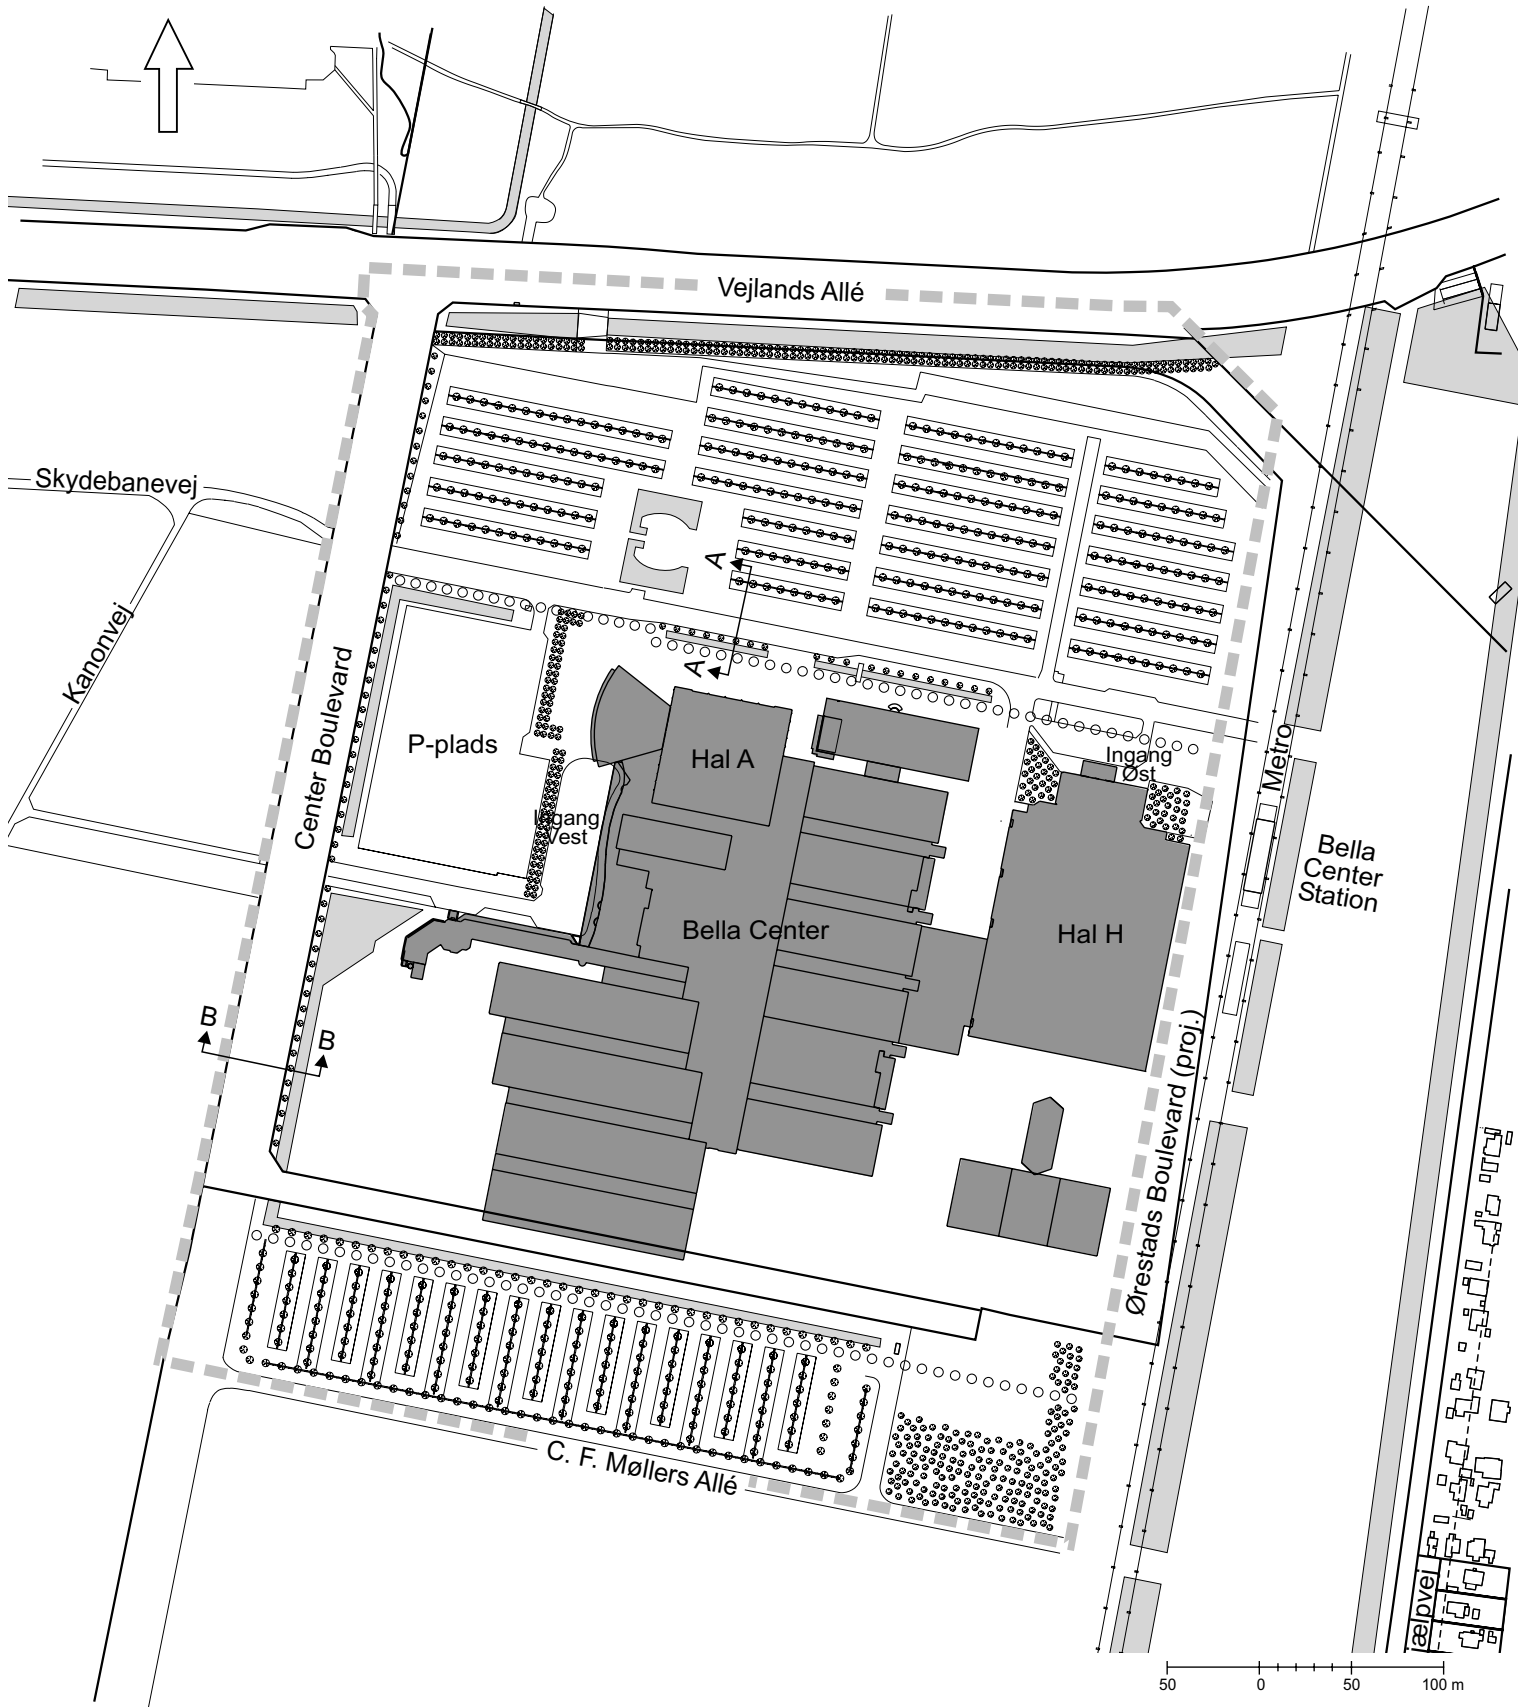 Vejlands Allé
Skydebanevej
Kanonvej
Center Boulevard
A
A
P-plads
Hal A
Ingang
Øst
Metro
Ingang
Vest
Bella
Center
Station
Bella Center
Hal H
B
B
Ørestads Boulevard (proj.)
C. F. Møllers Allé
jælpvej
50
0
50
100 m